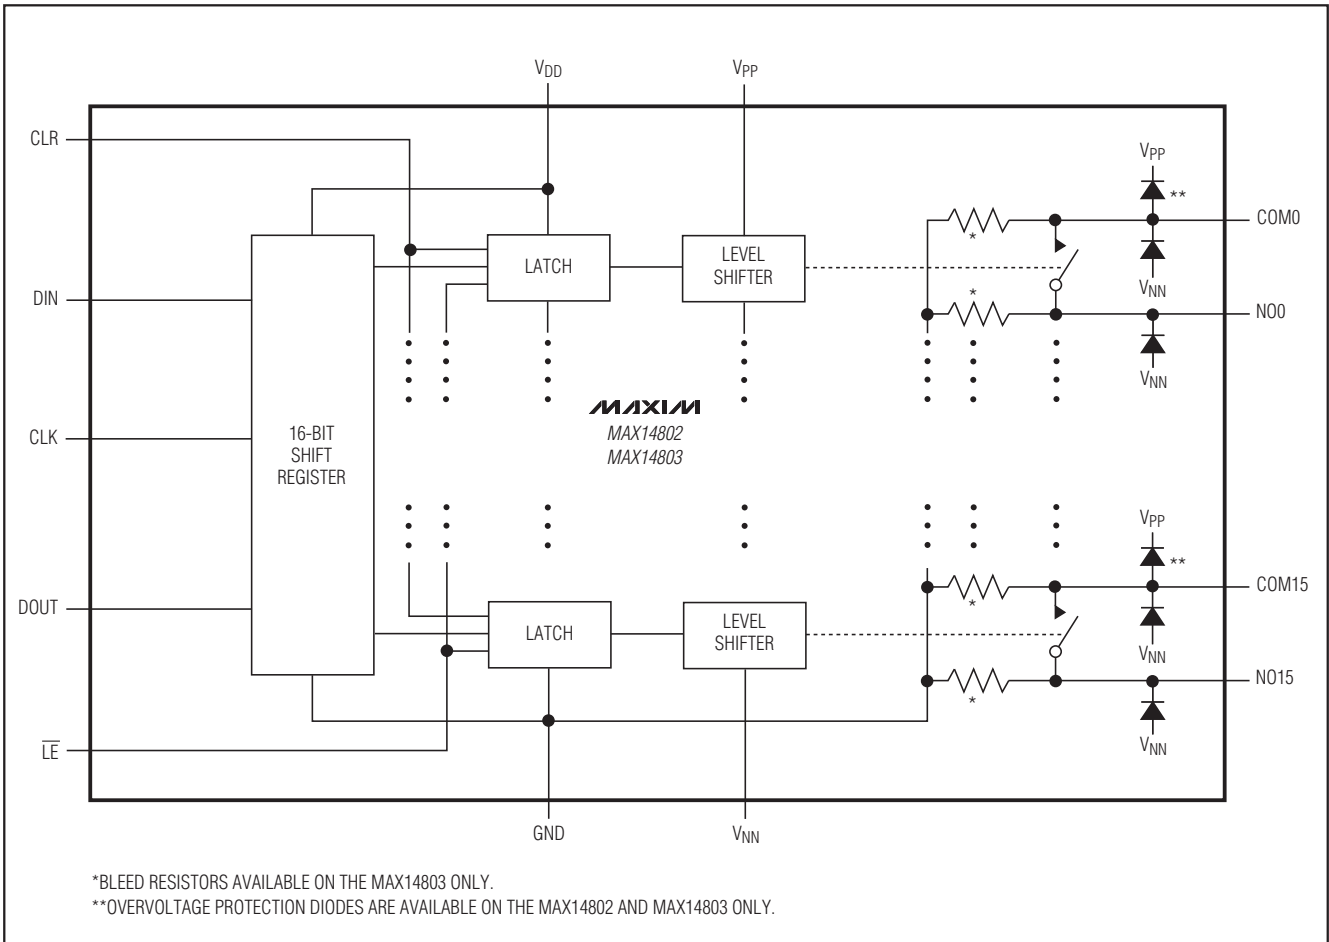 VDD
VPP
CLR
VPP
**
COM0
*
LATCH
LEVEL
SHIFTER
DIN
VNN
*
NO0
VNN
MAXIM
MAX14802
MAX14803
CLK
16-BIT
SHIFT
REGISTER
VPP
**
COM15
*
DOUT
LATCH
LEVEL
SHIFTER
VNN
NO15
*
LE
VNN
GND
VNN
*BLEED RESISTORS AVAILABLE ON THE MAX14803 ONLY.
**OVERVOLTAGE PROTECTION DIODES ARE AVAILABLE ON THE MAX14802 AND MAX14803 ONLY.